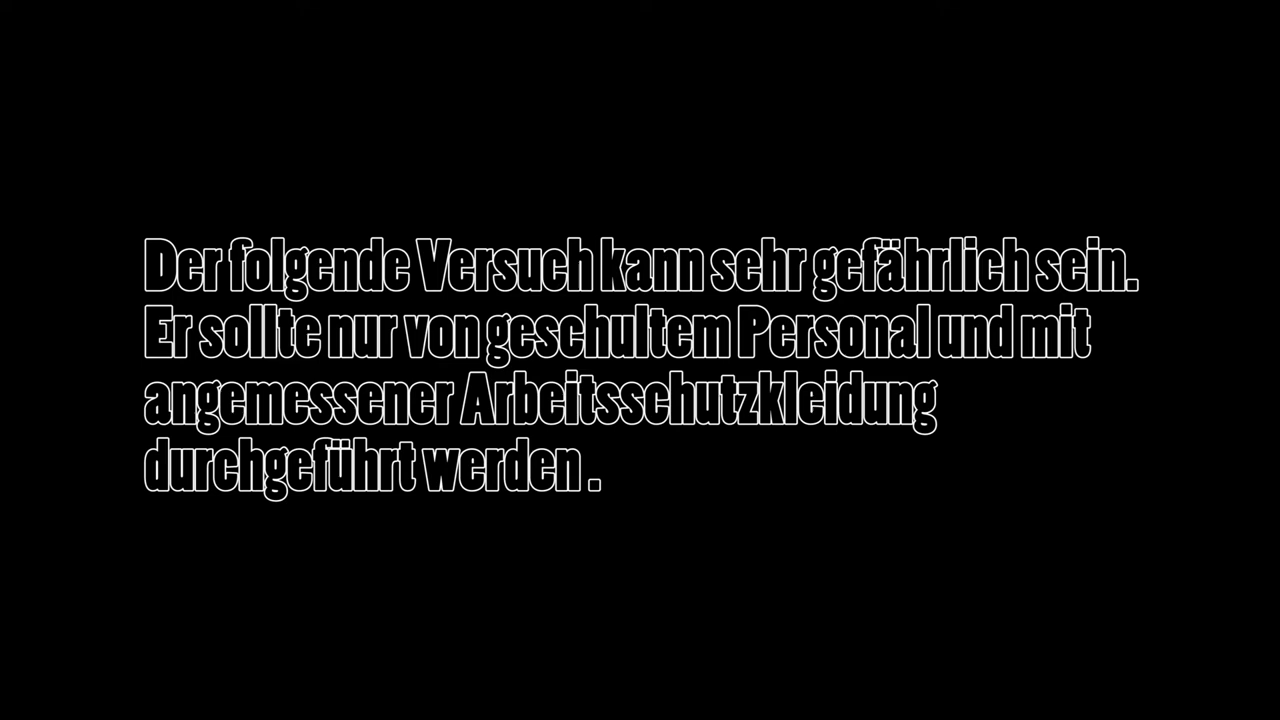 Der folgende Versuch kann sehr gefährlich sein.
Er sollte nur von geschultem Personal und mit
angemessener Arbeitsschutzkleidung
durchgeführt werden .